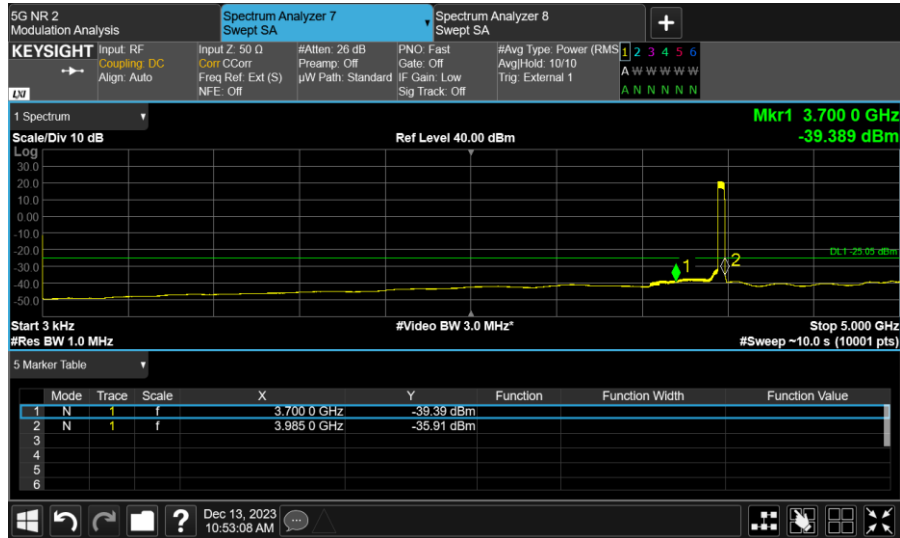 5G NR 2
Modulation Analysis
Spectrum Analyzer 7
Swept SA
Spectrum Analyzer 8
Swept SA
KEYSIGHT
LXI
Input: RF
Coupling: DC
Align: Auto
Input Z: 50 Ω
Corr CCorr
Freq Ref: Ext (S)
NFE: Off
#Atten: 26 dB
Preamp: Off
µW Path: Standard
PNO: Fast
Gate: Off
IF Gain: Low
Sig Track: Off
#Avg Type: Power (RMS
Avg|Hold: 10/10
Trig: External 1
1 2 3 4 5 6
A W W W W W
A N N N N N
1 Spectrum
Scale/Div 10 dB
Ref Level 40.00 dBm
Mkr1 3.700 0 GHz
-39.389 dBm
Log
30.0
20.0
10.0
0.00
-10.0
-20.0
-30.0
-40.0
-50.0
DL1 -25.05 dBm
1
2
Start 3 kHz
#Video BW 3.0 MHz*
Stop 5.000 GHz
#Res BW 1.0 MHz
#Sweep ~10.0 s (10001 pts)
5 Marker Table
Mode Trace Scale X Y Function Function Width Function Value
1 N 1 f 3.700 0 GHz -39.39 dBm
2 N 1 f 3.985 0 GHz -35.91 dBm
3
4
5
6
?
Dec 13, 2023
10:53:08 AM